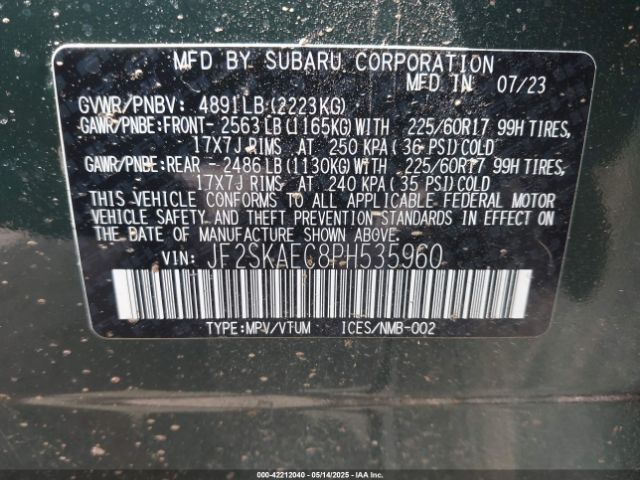 MFD BY SUBARU CORPORATION
MFD IN 07/23
GVWR/PNBV: 4891LB(2223KG)
GAWR/PNBE:FRONT- 2563LB(1165KG)WITH 225/60R17 99H TIRES,
17X7J RIMS AT 250 KPA (36 PSI)COLD
GAWR/PNBE:REAR - 2486LB(1130KG)WITH 225/60R17 99H TIRES,
17X7J RIMS AT 240 KPA (35 PSI)COLD
THIS VEHICLE CONFORMS TO ALL APPLICABLE FEDERAL MOTOR
VEHICLE SAFETY AND THEFT PREVENTION STANDARDS IN EFFECT ON
THE DATE OF MANUFACTURE SHOWN ABOVE.
VIN: JF2SKAEC8PH535960
TYPE:MPV/VTUM ICES/NMB-002
000-42212040 - 05/14/2025 - IAA Inc.